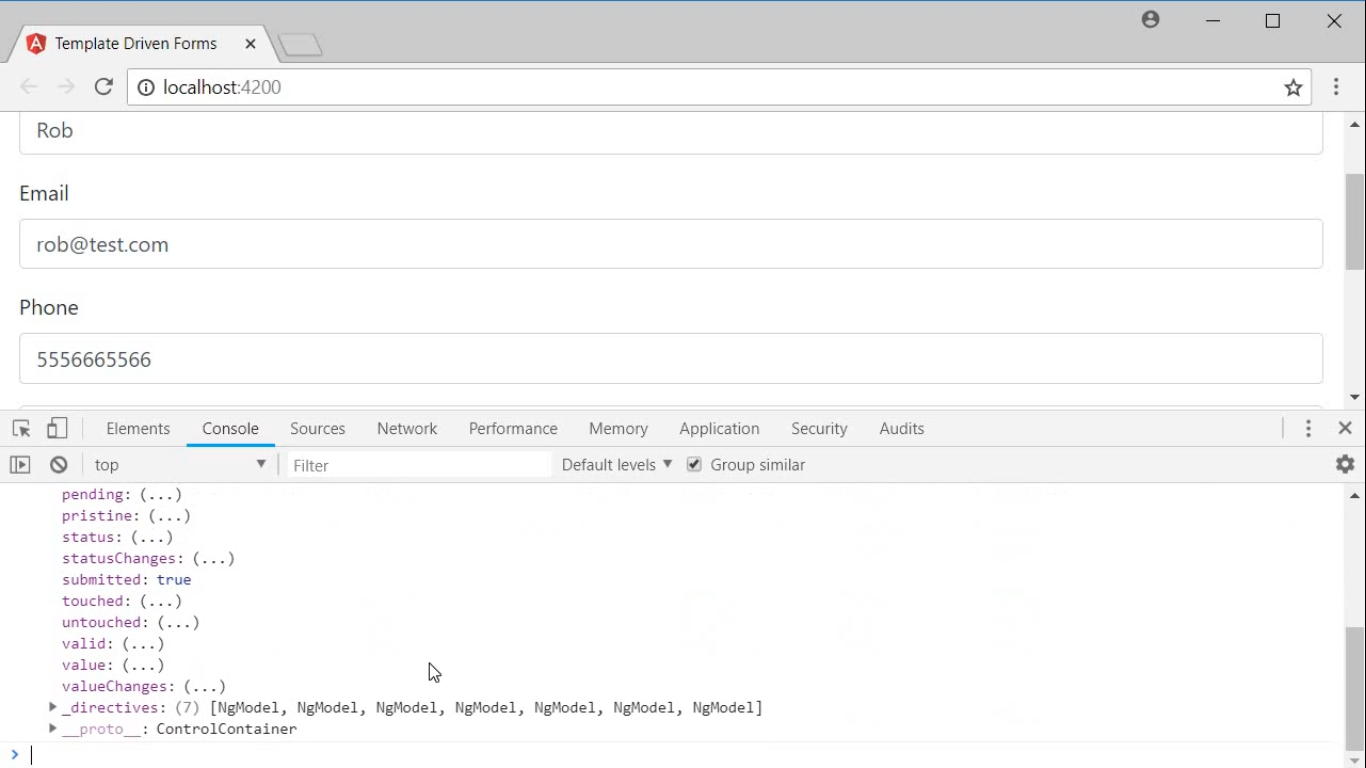 Template Driven Forms
localhost:4200
Rob
Email
rob@test.com
Phone
5556665566
Elements Console Sources Network Performance Memory Application Security Audits
top Filter Default levels Group similar
pending: (...)
pristine: (...)
status: (...)
statusChanges: (...)
submitted: true
touched: (...)
untouched: (...)
valid: (...)
value: (...)
valueChanges: (...)
_directives: (7) [NgModel, NgModel, NgModel, NgModel, NgModel, NgModel, NgModel]
__proto__: ControlContainer